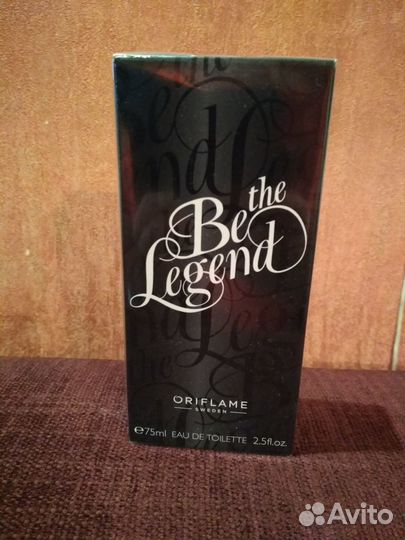 Be the
Legend
ORIFLAME
SWEDEN
℮75ml EAU DE TOILETTE 2.5fl.oz.
Avito